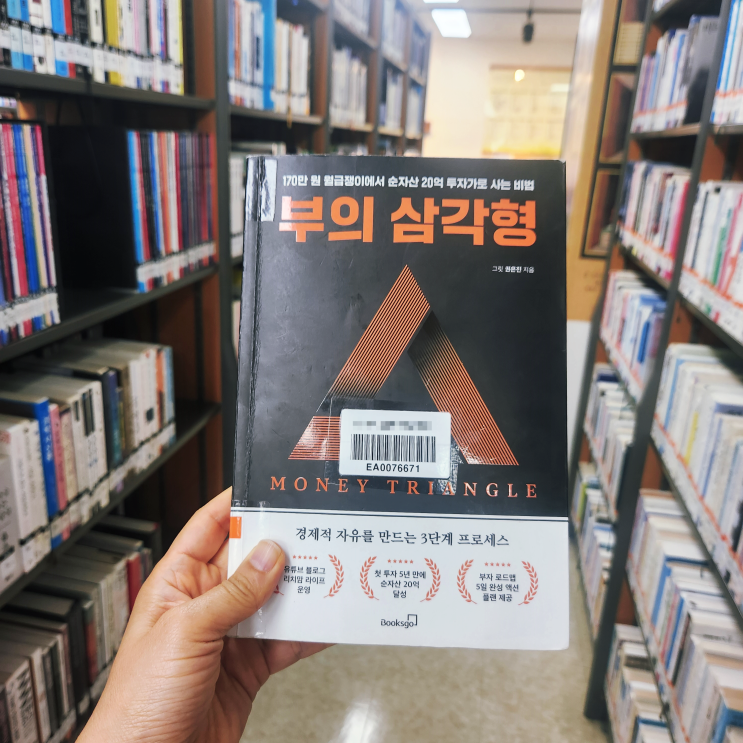 170만 원 월급쟁이에서 순자산 20억 투자가로 사는 비법
부의 삼각형
그릿 권은진 지음
EA0076671
MONEY TRIANGLE
경제적 자유를 만드는 3단계 프로세스
유튜브 블로그
리치맘 라이프
운영
첫 투자 5년 만에
순자산 20억
달성
부자 로드맵
5일 완성 액션
플랜 제공
Booksgo